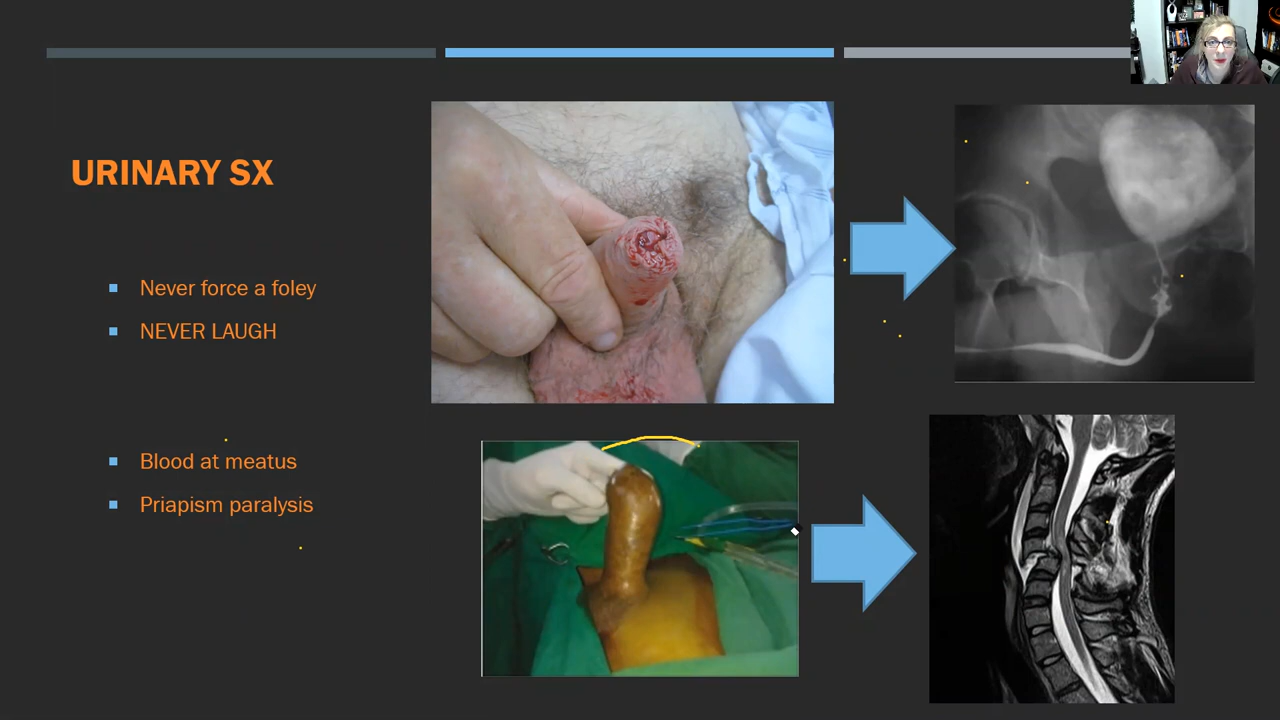 URINARY SX
Never force a foley
NEVER LAUGH
Blood at meatus
Priapism paralysis